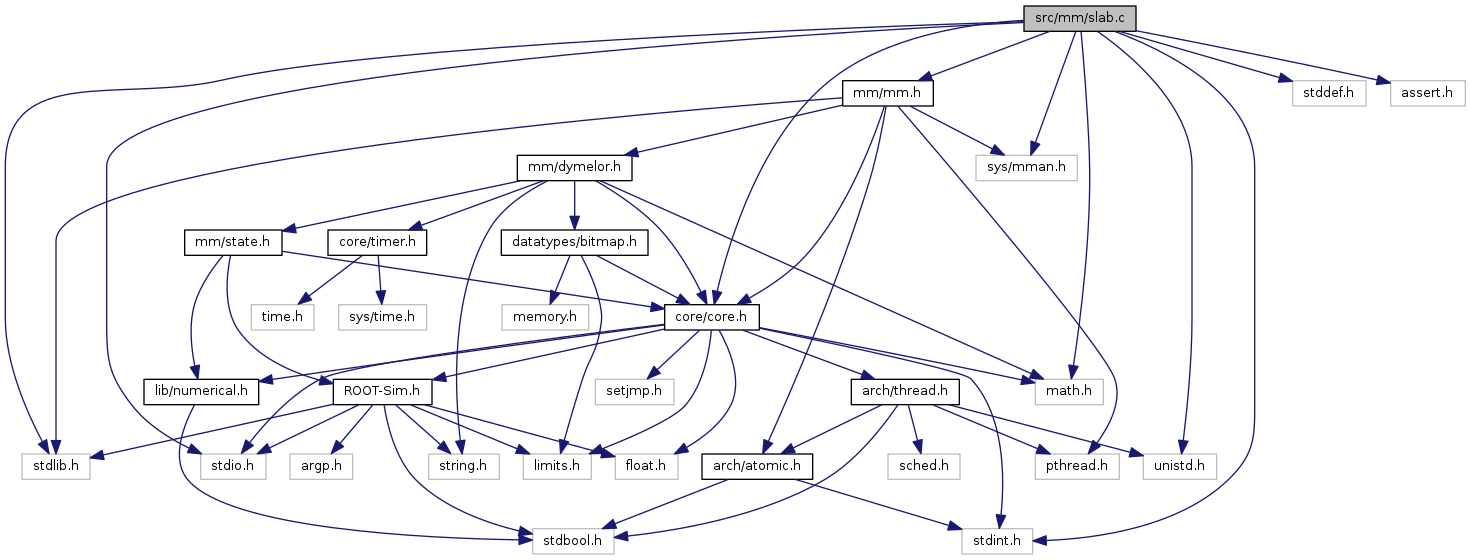 src/mm/slab.c
mm/mm.h
stddef.h
assert.h
mm/dymelor.h
sys/mman.h
mm/state.h
core/timer.h
datatypes/bitmap.h
time.h
sys/time.h
memory.h
core/core.h
lib/numerical.h
ROOT-Sim.h
setjmp.h
arch/thread.h
math.h
stdlib.h
stdio.h
argp.h
string.h
limits.h
float.h
arch/atomic.h
sched.h
pthread.h
unistd.h
stdbool.h
stdint.h